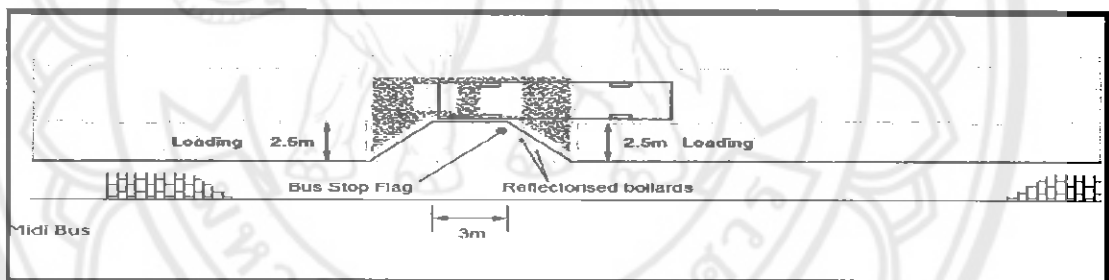 Loading 2.5m 2.5m Loading
Bus Stop Flag Reflectorised bollards
3m
Midi Bus